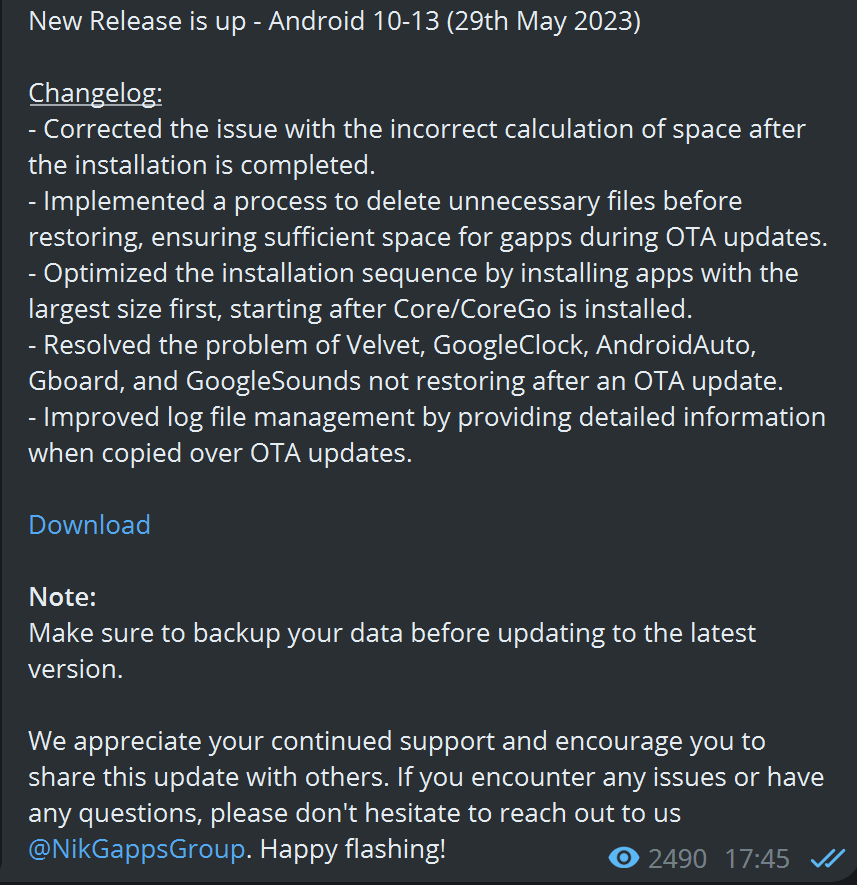 New Release is up - Android 10-13 (29th May 2023)
Changelog:
- Corrected the issue with the incorrect calculation of space after
the installation is completed.
- Implemented a process to delete unnecessary files before
restoring, ensuring sufficient space for gapps during OTA updates.
- Optimized the installation sequence by installing apps with the
largest size first, starting after Core/CoreGo is installed.
- Resolved the problem of Velvet, GoogleClock, AndroidAuto,
Gboard, and GoogleSounds not restoring after an OTA update.
- Improved log file management by providing detailed information
when copied over OTA updates.
Download
Note:
Make sure to backup your data before updating to the latest
version.
We appreciate your continued support and encourage you to
share this update with others. If you encounter any issues or have
any questions, please don't hesitate to reach out to us
@NikGappsGroup. Happy flashing!
2490 17:45